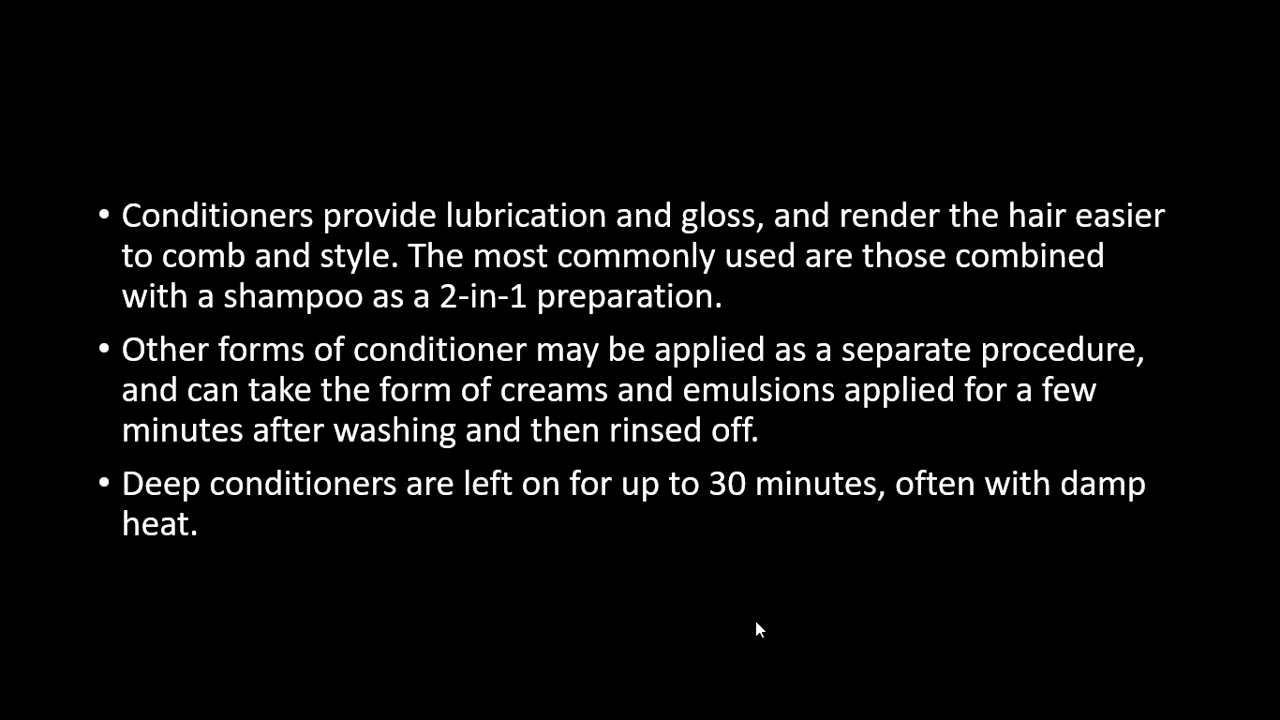 • Conditioners provide lubrication and gloss, and render the hair easier
to comb and style. The most commonly used are those combined
with a shampoo as a 2-in-1 preparation.
• Other forms of conditioner may be applied as a separate procedure,
and can take the form of creams and emulsions applied for a few
minutes after washing and then rinsed off.
• Deep conditioners are left on for up to 30 minutes, often with damp
heat.